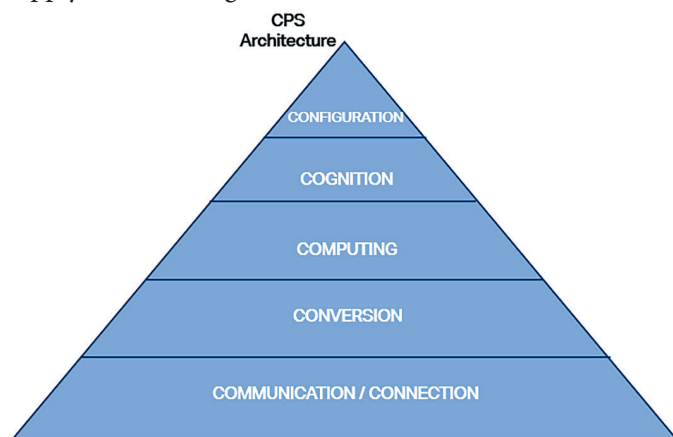 CPS
Architecture
CONFIGURATION
COGNITION
COMPUTING
CONVERSION
COMMUNICATION / CONNECTION